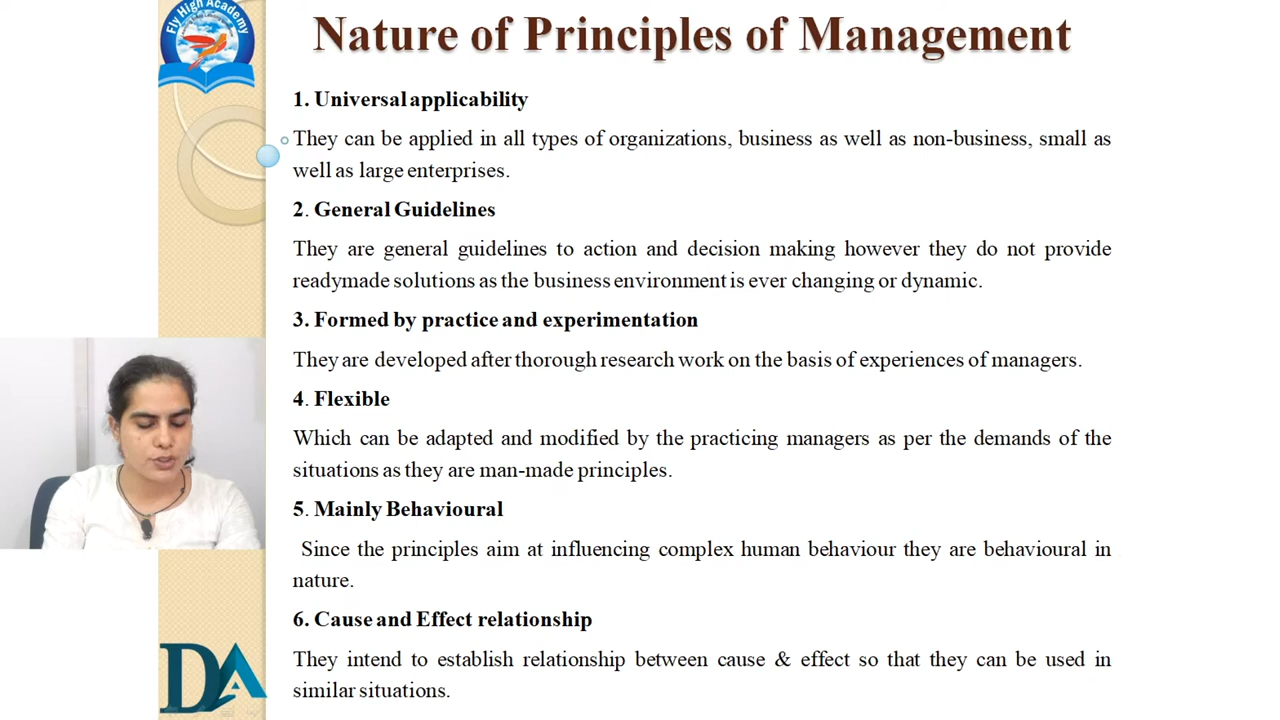 Fly High Academy
Nature of Principles of Management
1. Universal applicability
They can be applied in all types of organizations, business as well as non-business, small as
well as large enterprises.
2. General Guidelines
They are general guidelines to action and decision making however they do not provide
readymade solutions as the business environment is ever changing or dynamic.
3. Formed by practice and experimentation
They are developed after thorough research work on the basis of experiences of managers.
4. Flexible
Which can be adapted and modified by the practicing managers as per the demands of the
situations as they are man-made principles.
5. Mainly Behavioural
Since the principles aim at influencing complex human behaviour they are behavioural in
nature.
6. Cause and Effect relationship
They intend to establish relationship between cause & effect so that they can be used in
similar situations.
DA